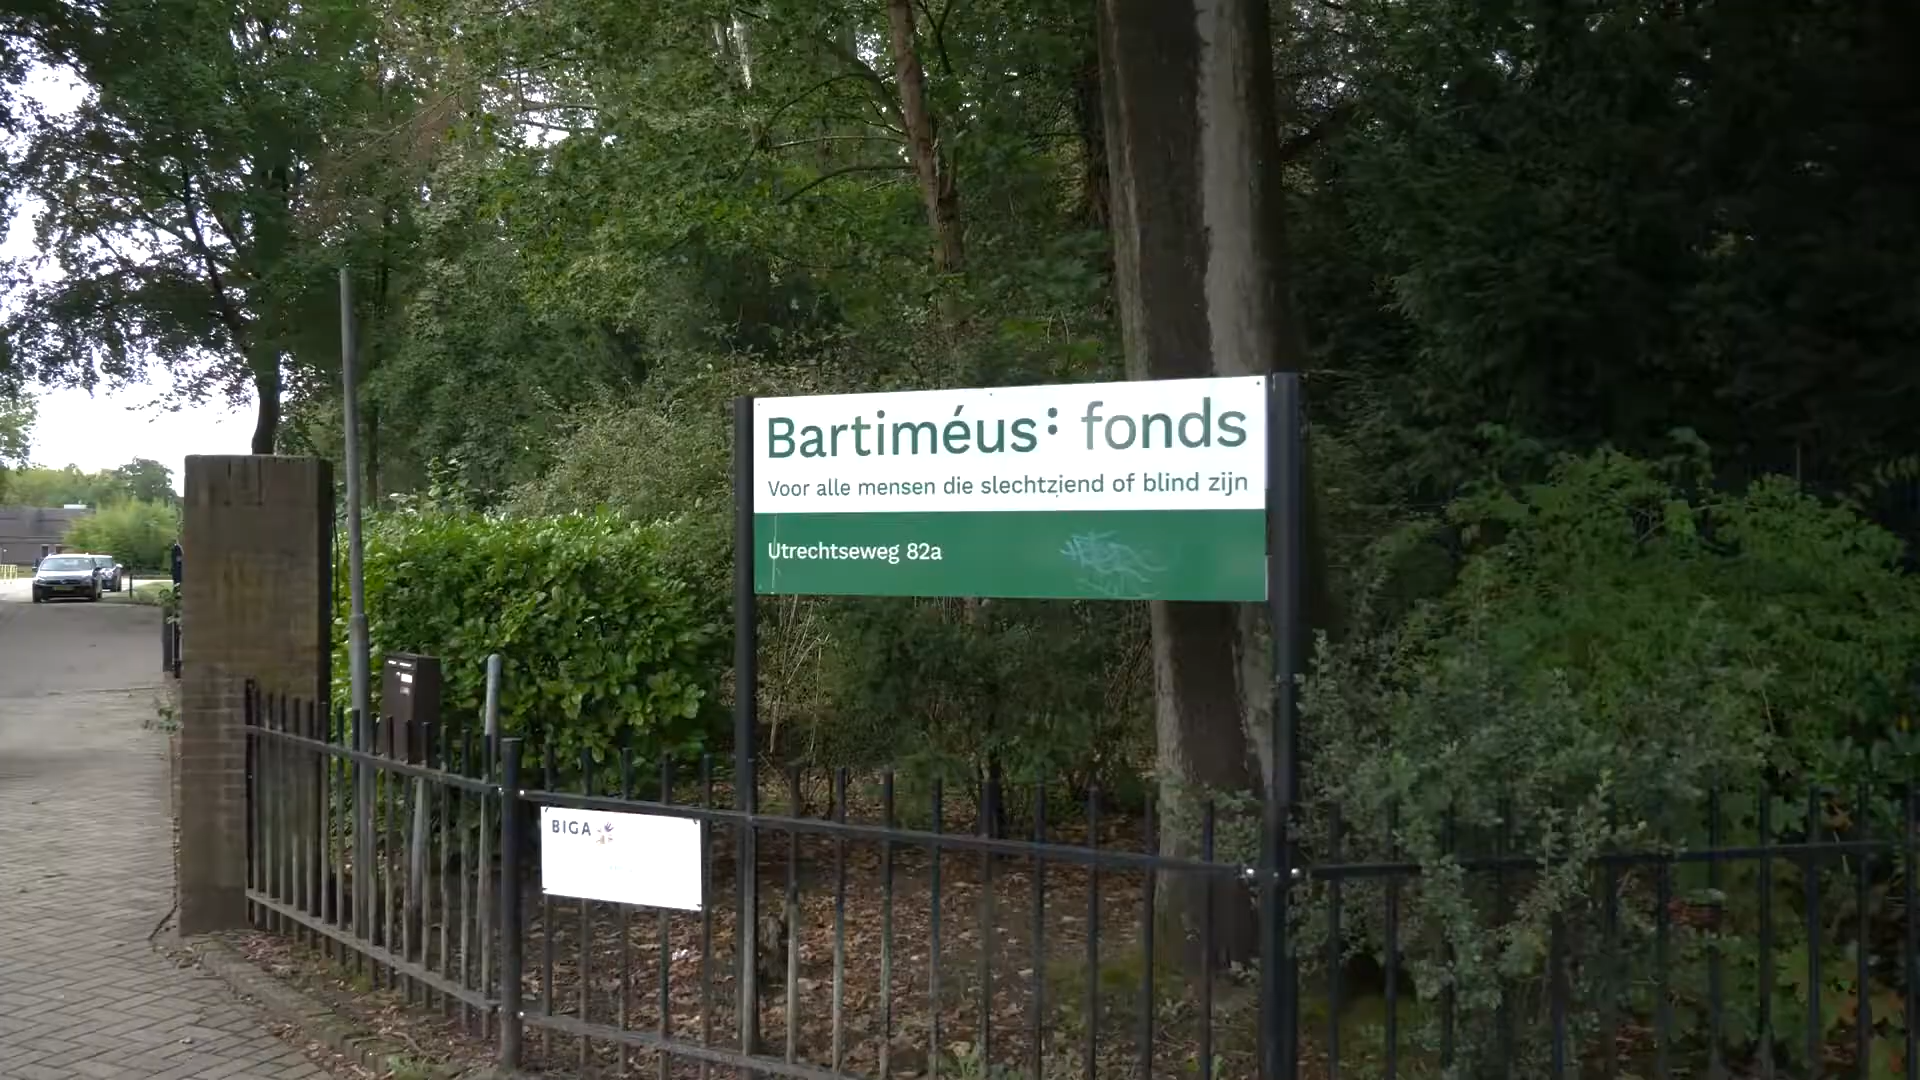 Bartiméus: fonds
Voor alle mensen die slechtziend of blind zijn
Utrechtseweg 82a
BIGA